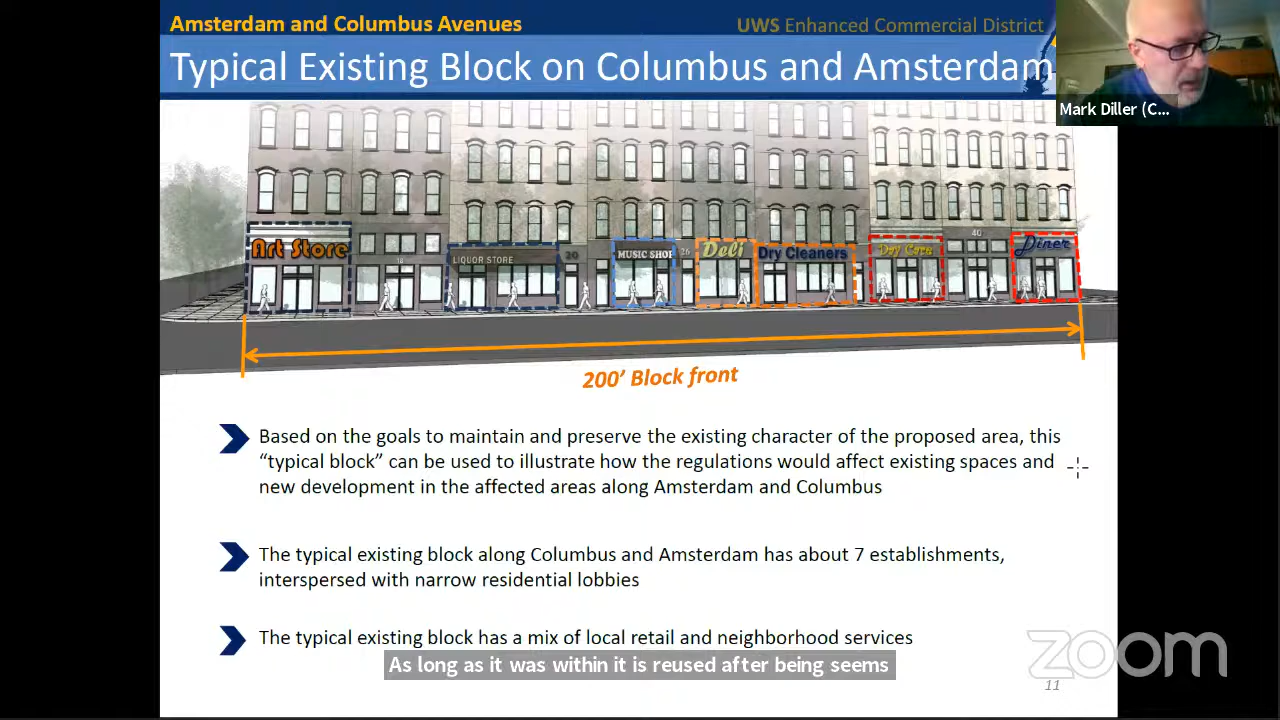 Amsterdam and Columbus Avenues
UWS Enhanced Commercial District
Typical Existing Block on Columbus and Amsterdam
Mark Diller (C...
Art Store
18
LIQUOR STORE
20
MUSIC SHOP
26
Deli
Dry Cleaners
Day Care
40
Diner
200’ Block front
Based on the goals to maintain and preserve the existing character of the proposed area, this
“typical block” can be used to illustrate how the regulations would affect existing spaces and
new development in the affected areas along Amsterdam and Columbus
The typical existing block along Columbus and Amsterdam has about 7 establishments,
interspersed with narrow residential lobbies
The typical existing block has a mix of local retail and neighborhood services
As long as it was within it is reused after being seems
zoom
11